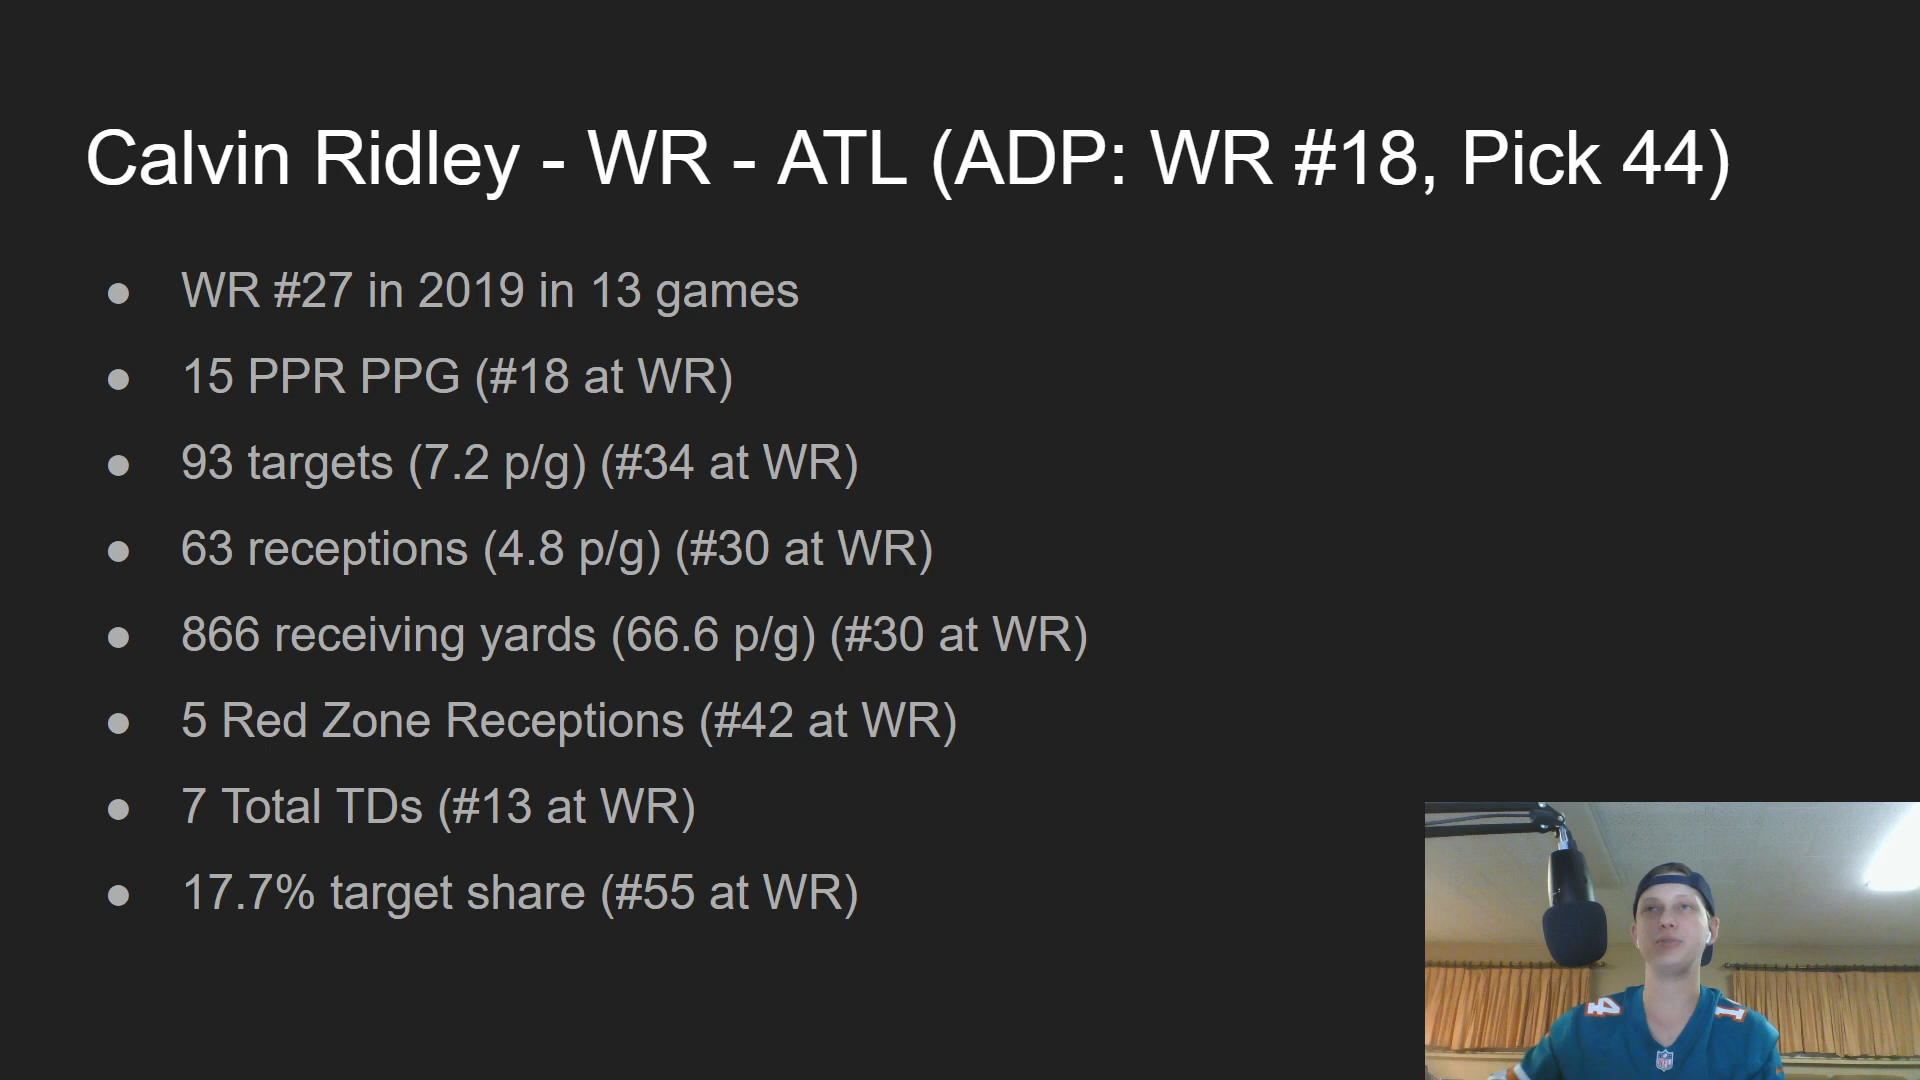 Calvin Ridley - WR - ATL (ADP: WR #18, Pick 44)
● WR #27 in 2019 in 13 games
● 15 PPR PPG (#18 at WR)
● 93 targets (7.2 p/g) (#34 at WR)
● 63 receptions (4.8 p/g) (#30 at WR)
● 866 receiving yards (66.6 p/g) (#30 at WR)
● 5 Red Zone Receptions (#42 at WR)
● 7 Total TDs (#13 at WR)
● 17.7% target share (#55 at WR)
4 1
NFL